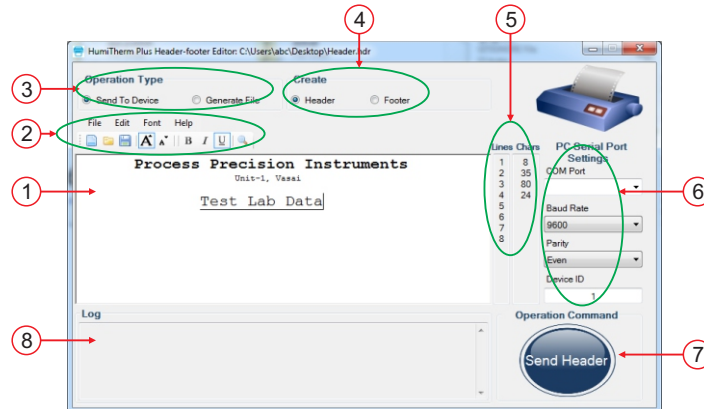 4
5
HumiTherm Plus Header-footer Editor: C:\Users\abc\Desktop\Header.hdr
3
Operation Type
Create
Send To Device
Generate File
Header
Footer
2
File Edit Font Help
A A B I U
Lines Chars
PC Serial Port Settings
1
Process Precision Instruments
Unit-1, Vasai
Test Lab Data
1 8
2 35
3 80
4 24
5
6
7
8
COM Port
6
Baud Rate
9600
Parity
Even
Device ID
1
Log
Operation Command
8
Send Header
7